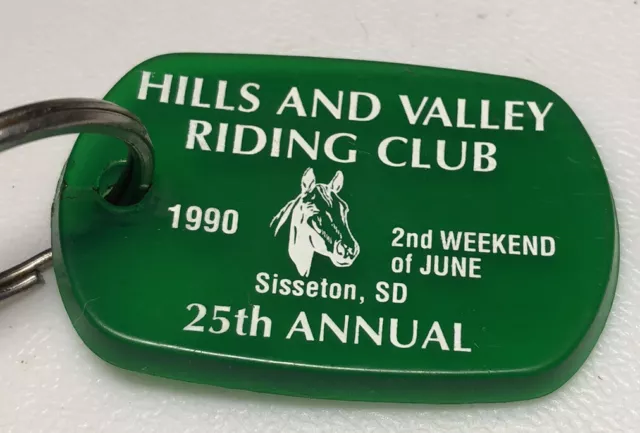 HILLS AND VALLEY
RIDING CLUB
1990
2nd WEEKEND
of JUNE
Sisseton, SD
25th ANNUAL